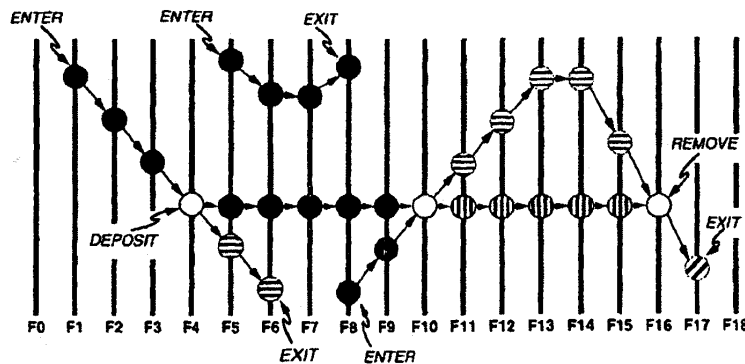 ENTER
ENTER
EXIT
REMOVE
DEPOSIT
EXIT
F0 F1 F2 F3 F4 F5 F6 F7 F8 F9 F10 F11 F12 F13 F14 F15 F16 F17 F18
EXIT
ENTER